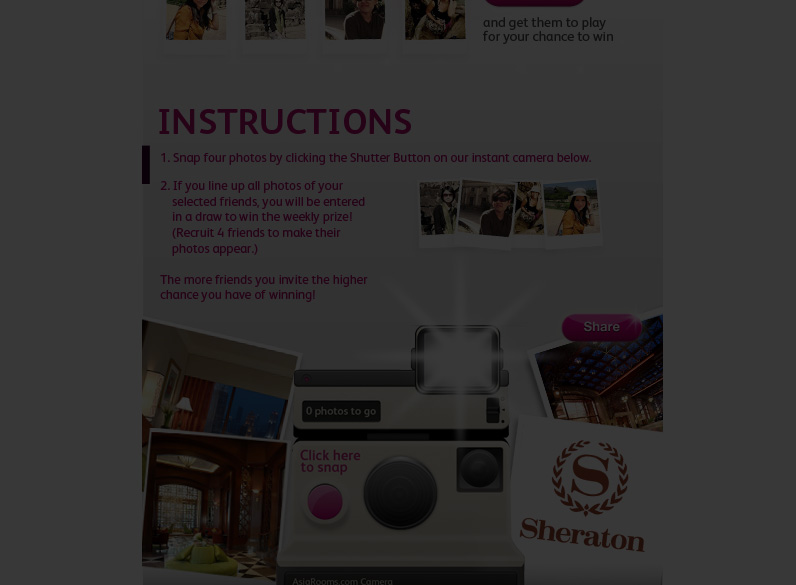 and get them to play
for your chance to win
INSTRUCTIONS
1. Snap four photos by clicking the Shutter Button on our instant camera below.
2. If you line up all photos of your
selected friends, you will be entered
in a draw to win the weekly prize!
(Recruit 4 friends to make their
photos appear.)
The more friends you invite the higher
chance you have of winning!
Share
0 photos to go
Click here
to snap
S
Sheraton
AsiaRooms.com Camera